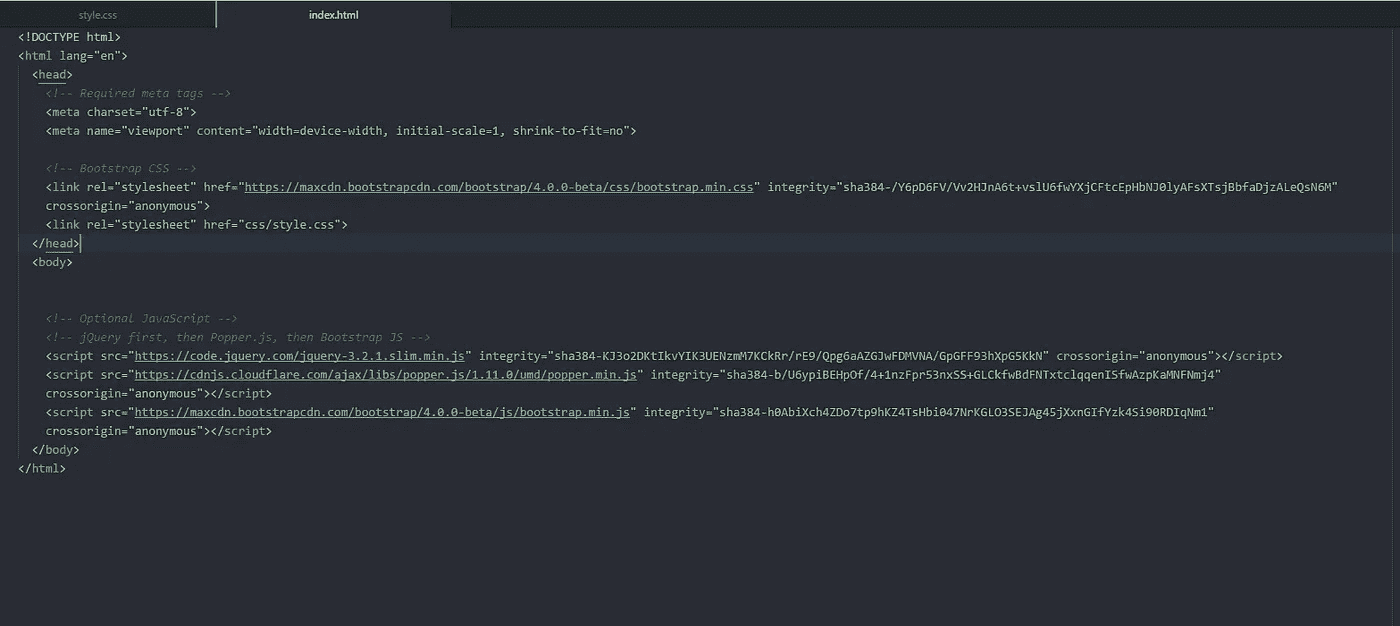 style.css
index.html
<!DOCTYPE html>
<html lang="en">
<head>
<!-- Required meta tags -->
<meta charset="utf-8">
<meta name="viewport" content="width=device-width, initial-scale=1, shrink-to-fit=no">
<!-- Bootstrap CSS -->
<link rel="stylesheet" href="https://maxcdn.bootstrapcdn.com/bootstrap/4.0.0-beta/css/bootstrap.min.css" integrity="sha384-/Y6pD6FV/Vv2HJnA6t+vslU6fwYXjCFtcEpHbNJ0lyAFsXTsjBbfaDjzALeQsN6M"
crossorigin="anonymous">
<link rel="stylesheet" href="css/style.css">
</head>
<body>
<!-- Optional JavaScript -->
<!-- jQuery first, then Popper.js, then Bootstrap JS -->
<script src="https://code.jquery.com/jquery-3.2.1.slim.min.js" integrity="sha384-KJ3o2DKtIkvYIK3UENzmM7KCkRr/rE9/Qpg6aAZGJwFDMVNA/GpGFF93hXpG5KkN" crossorigin="anonymous"></script>
<script src="https://cdnjs.cloudflare.com/ajax/libs/popper.js/1.11.0/umd/popper.min.js" integrity="sha384-b/U6ypiBEHpOf/4+1nzFpr53nxSS+GLCkfwBdFNTxtclqqenISfwAzpKaMNFNmj4"
crossorigin="anonymous"></script>
<script src="https://maxcdn.bootstrapcdn.com/bootstrap/4.0.0-beta/js/bootstrap.min.js" integrity="sha384-h0AbiXch4ZDo7tp9hKZ4TsHbi047NrKGLO3SEJAg45jXxnGIfYzk4Si90RDIqNm1"
crossorigin="anonymous"></script>
</body>
</html>